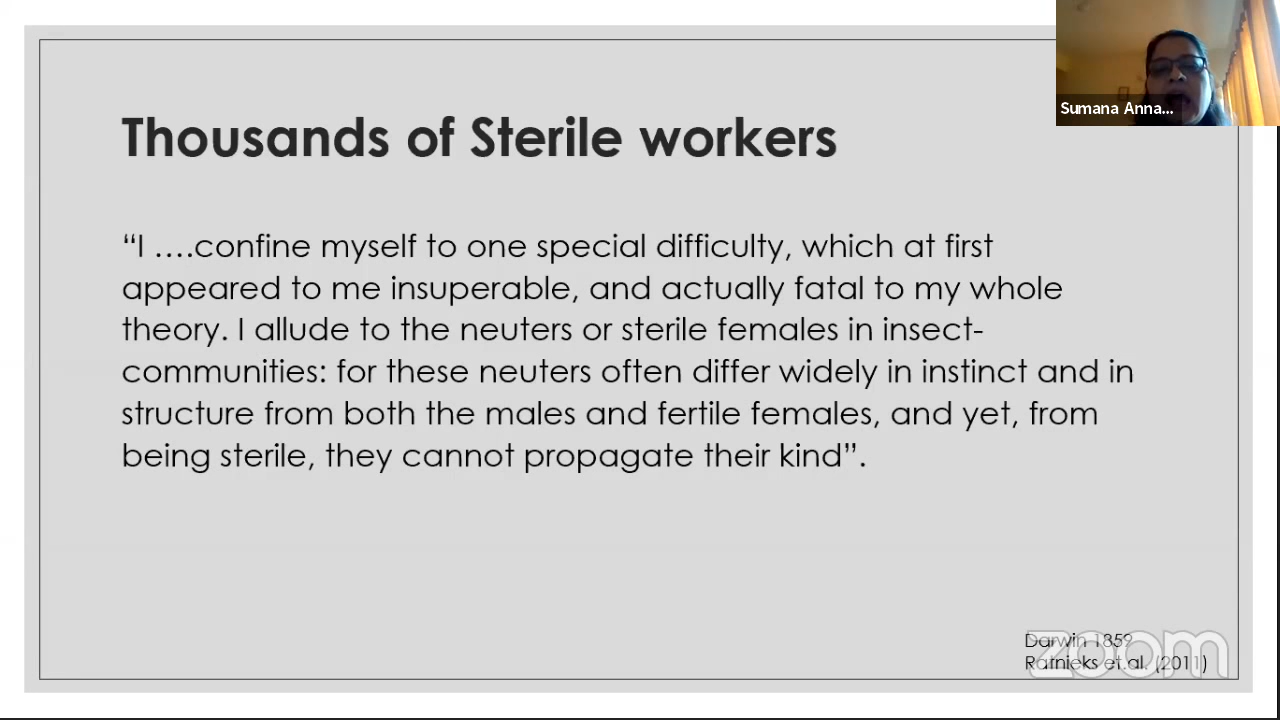 Sumana Anna...
Thousands of Sterile workers
“I ….confine myself to one special difficulty, which at first
appeared to me insuperable, and actually fatal to my whole
theory. I allude to the neuters or sterile females in insect-
communities: for these neuters often differ widely in instinct and in
structure from both the males and fertile females, and yet, from
being sterile, they cannot propagate their kind”.
Darwin 1859
Ratnieks et.al. (2011)
zoom